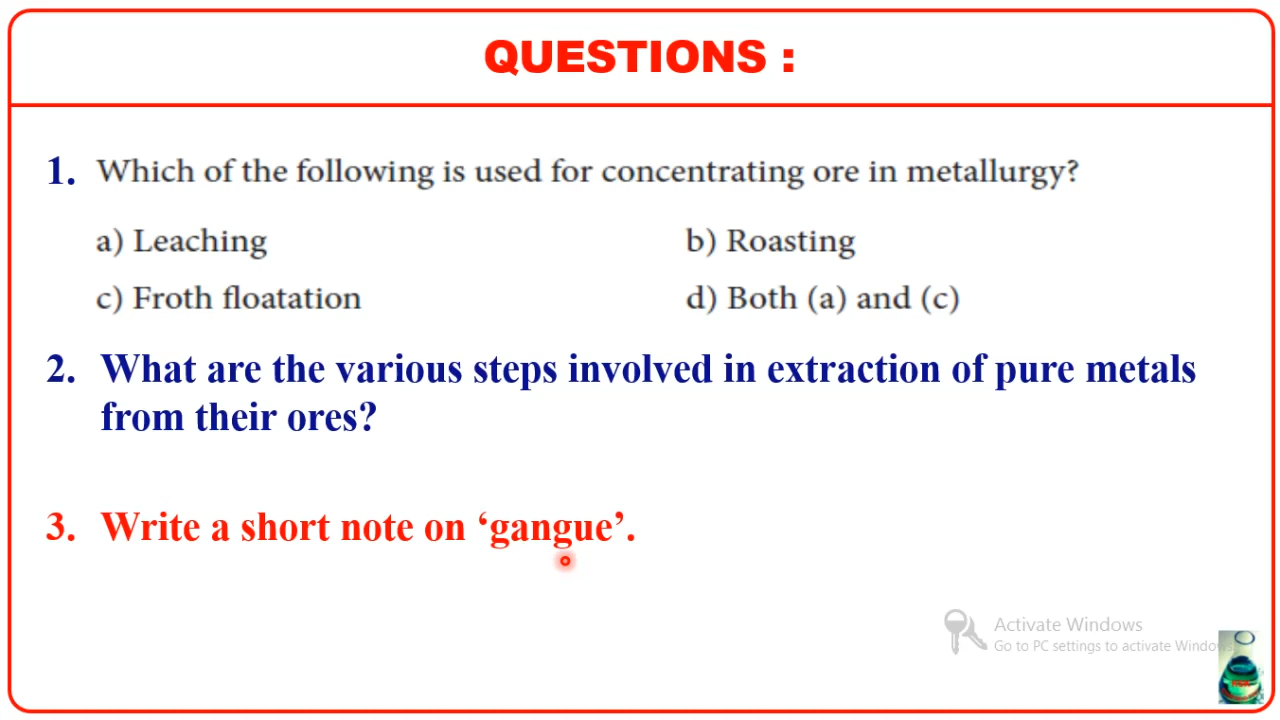 QUESTIONS :
1. Which of the following is used for concentrating ore in metallurgy?
a) Leaching b) Roasting
c) Froth floatation d) Both (a) and (c)
2. What are the various steps involved in extraction of pure metals
from their ores?
3. Write a short note on ‘gangue’.
Activate Windows
Go to PC settings to activate Windows